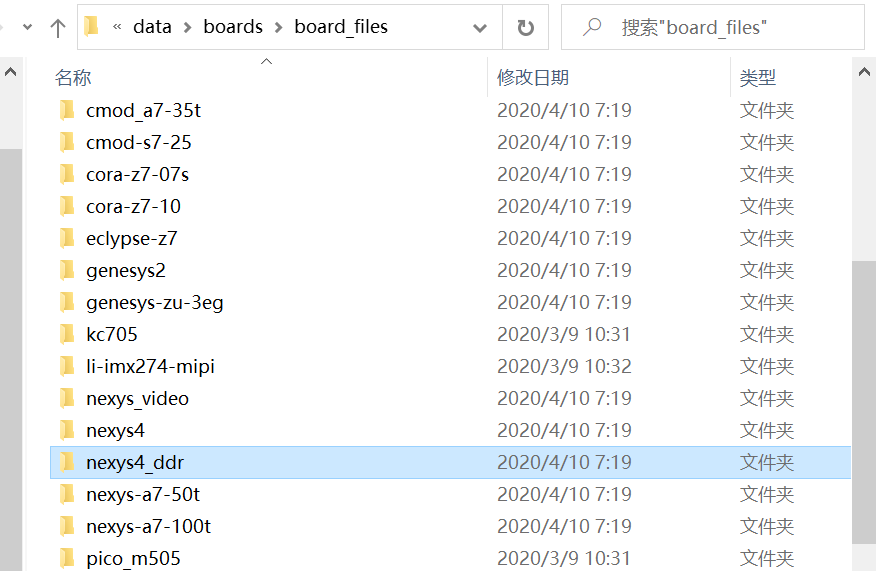 « data > boards > board_files
搜索"board_files"
名称 修改日期 类型
cmod_a7-35t 2020/4/10 7:19 文件夹
cmod-s7-25 2020/4/10 7:19 文件夹
cora-z7-07s 2020/4/10 7:19 文件夹
cora-z7-10 2020/4/10 7:19 文件夹
eclypse-z7 2020/4/10 7:19 文件夹
genesys2 2020/4/10 7:19 文件夹
genesys-zu-3eg 2020/4/10 7:19 文件夹
kc705 2020/3/9 10:31 文件夹
li-imx274-mipi 2020/3/9 10:32 文件夹
nexys_video 2020/4/10 7:19 文件夹
nexys4 2020/4/10 7:19 文件夹
nexys4_ddr 2020/4/10 7:19 文件夹
nexys-a7-50t 2020/4/10 7:19 文件夹
nexys-a7-100t 2020/4/10 7:19 文件夹
pico_m505 2020/3/9 10:31 文件夹